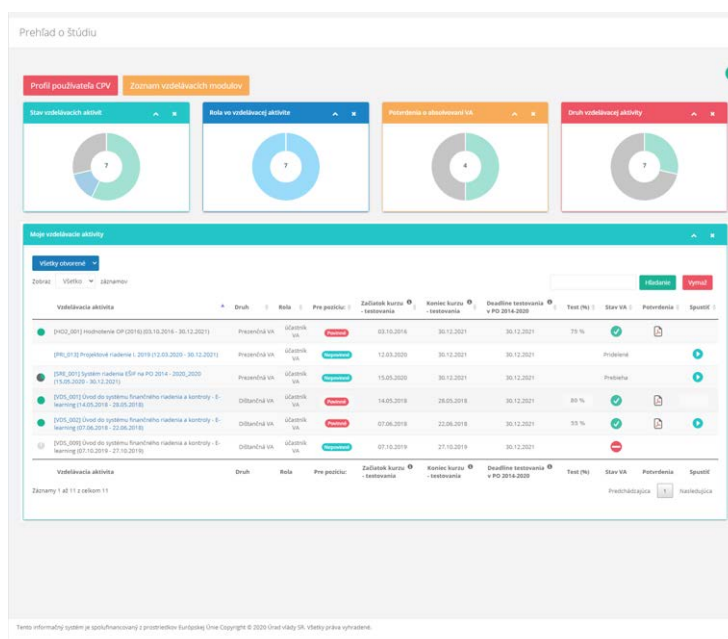 Prehľad o štúdiu
Profil používateľa CPV
Zoznam vzdelávacích modulov
Stav vzdelávacích aktivít
Rola vo vzdelávacej aktivite
Potvrdenia o absolvovaní VA
Druh vzdelávacej aktivity
7
7
4
7
Moje vzdelávacie aktivity
Všetky otvorené
Zobraz Všetko záznamov
Hľadanie Vymaž
Vzdelávacia aktivita Druh Rola Pre pozíciu: Začiatok kurzu - testovania Koniec kurzu - testovania Deadline testovania v PO 2014-2020 Test (%) Stav VA Potvrdenia Spustiť
[HO2_001] Hodnotenie OP (2016) (03.10.2016 - 30.12.2021) Prezenčná VA účastník VA 03.10.2016 30.12.2021 30.12.2021 75 %
[PRI_013] Projektové riadenia I. 2019 (12.03.2020 - 30.12.2021) Prezenčná VA účastník VA 12.03.2020 30.12.2021 30.12.2021 Pridelené
[SRE_001] Systém riadenia EŠIF na PO 2014 - 2020_2020
(15.05.2020 - 30.12.2021) Prezenčná VA účastník VA 15.05.2020 30.12.2021 30.12.2021 Prebieha
[VDS_001] Úvod do systému finančného riadenia a kontroly - E-
learning (14.05.2018 - 28.05.2018) Dištančná VA účastník VA 14.05.2018 28.05.2018 30.12.2021 80 %
[VDS_002] Úvod do systému finančného riadenia a kontroly - E-
learning (07.06.2018 - 22.06.2018) Dištančná VA účastník VA 07.06.2018 22.06.2018 30.12.2021 55 %
[VDS_009] Úvod do systému finančného riadenia a kontroly - E-
learning (07.10.2019 - 27.10.2019) Dištančná VA účastník VA 07.10.2019 27.10.2019 30.12.2021
Vzdelávacia aktivita Druh Rola Pre pozíciu: Začiatok kurzu - testovania Koniec kurzu - testovania Deadline testovania v PO 2014-2020 Test (%) Stav VA Potvrdenia Spustiť
Záznamy 1 až 11 z celkom 11
Predchádzajúca 1 Nasledujúca
Tento informačný systém je spolufinancovaný z prostriedkov Európskej Únie Copyright © 2020 Úrad vlády SR. Všetky práva vyhradené.